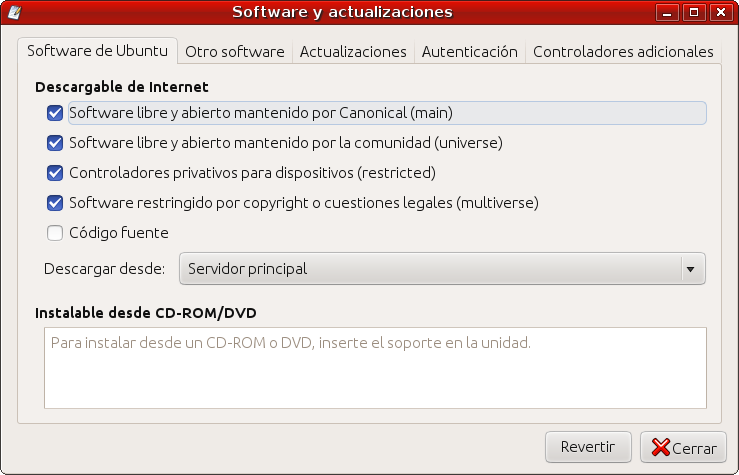 Software y actualizaciones
Software de Ubuntu
Otro software
Actualizaciones
Autenticación
Controladores adicionales
Descargable de Internet
Software libre y abierto mantenido por Canonical (main)
Software libre y abierto mantenido por la comunidad (universe)
Controladores privativos para dispositivos (restricted)
Software restringido por copyright o cuestiones legales (multiverse)
Código fuente
Descargar desde: Servidor principal
Instalable desde CD-ROM/DVD
Para instalar desde un CD-ROM o DVD, inserte el soporte en la unidad.
Revertir
Cerrar